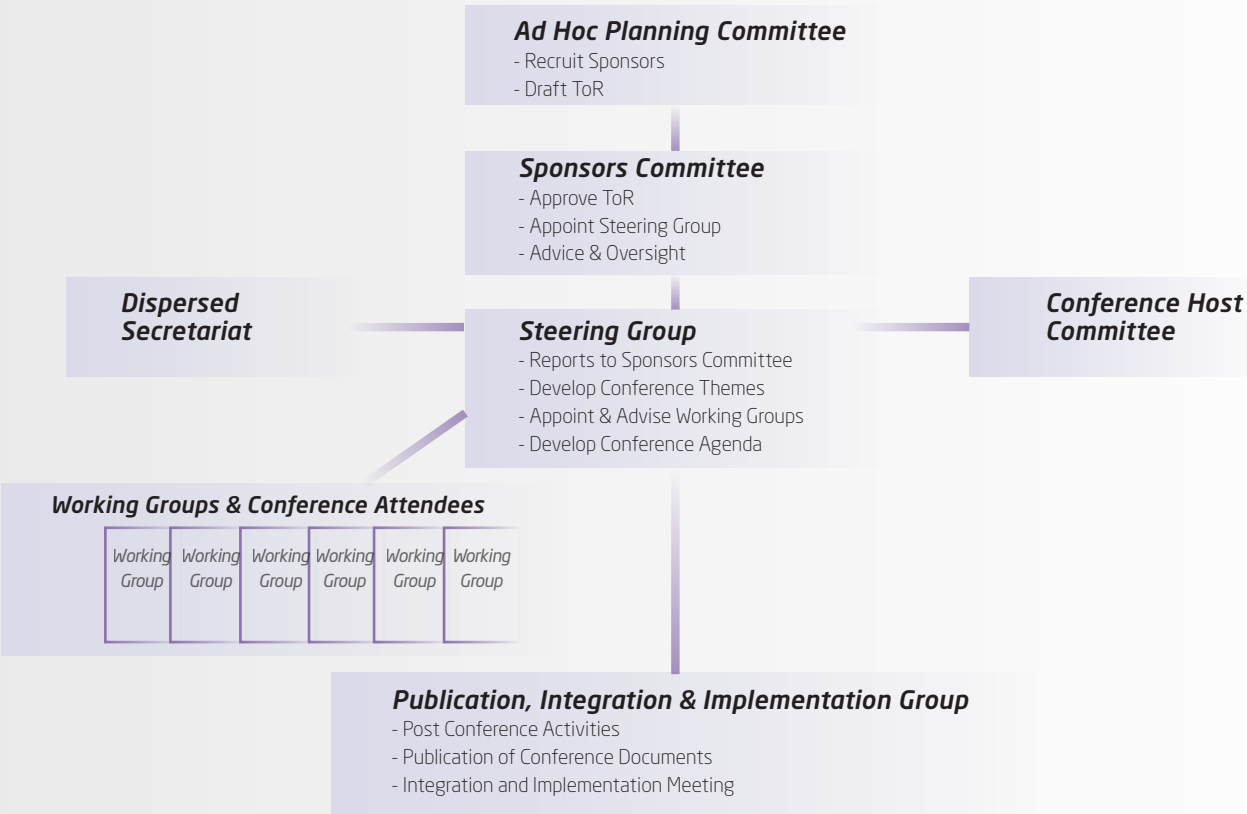 Ad Hoc Planning Committee
- Recruit Sponsors
- Draft ToR
Sponsors Committee
- Approve ToR
- Appoint Steering Group
- Advice & Oversight
Dispersed
Secretariat
Steering Group
- Reports to Sponsors Committee
- Develop Conference Themes
- Appoint & Advise Working Groups
- Develop Conference Agenda
Conference Host
Committee
Working Groups & Conference Attendees
Working
Group
Working
Group
Working
Group
Working
Group
Working
Group
Working
Group
Publication, Integration & Implementation Group
- Post Conference Activities
- Publication of Conference Documents
- Integration and Implementation Meeting